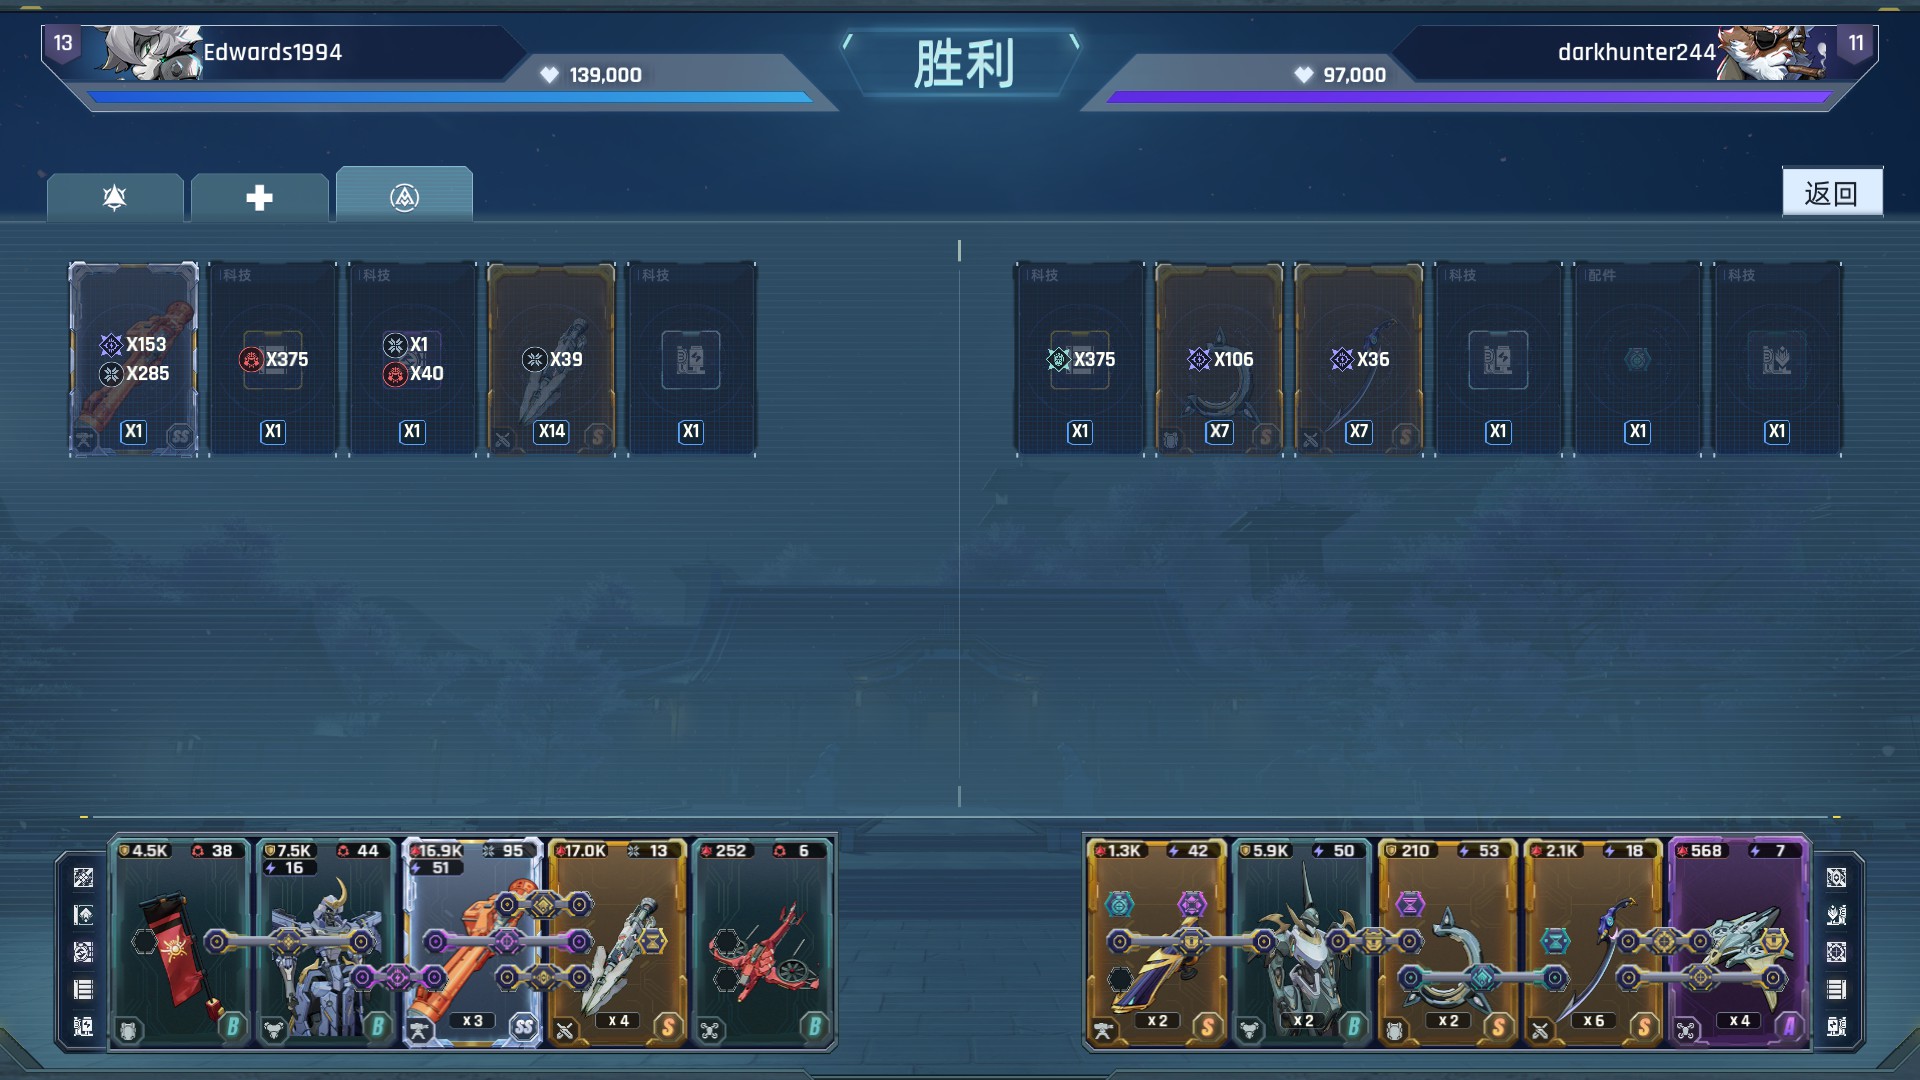 13
Edwards1994
139,000
胜利
97,000
darkhunter244
11
返回
X153
X285
X1
科技
X375
X1
科技
X1
X40
X1
X39
X14
S
科技
X1
科技
X375
X1
X106
X7
S
X36
X7
S
科技
X1
配件
X1
科技
X1
SS
4.5K 38
B
7.5K 44
16
B
16.9K 95
51
x3
SS
17.0K 13
x4
S
252 6
B
1.3K 42
x2
S
5.9K 50
x2
B
210 53
x2
S
2.1K 18
x6
S
568 7
x4
A